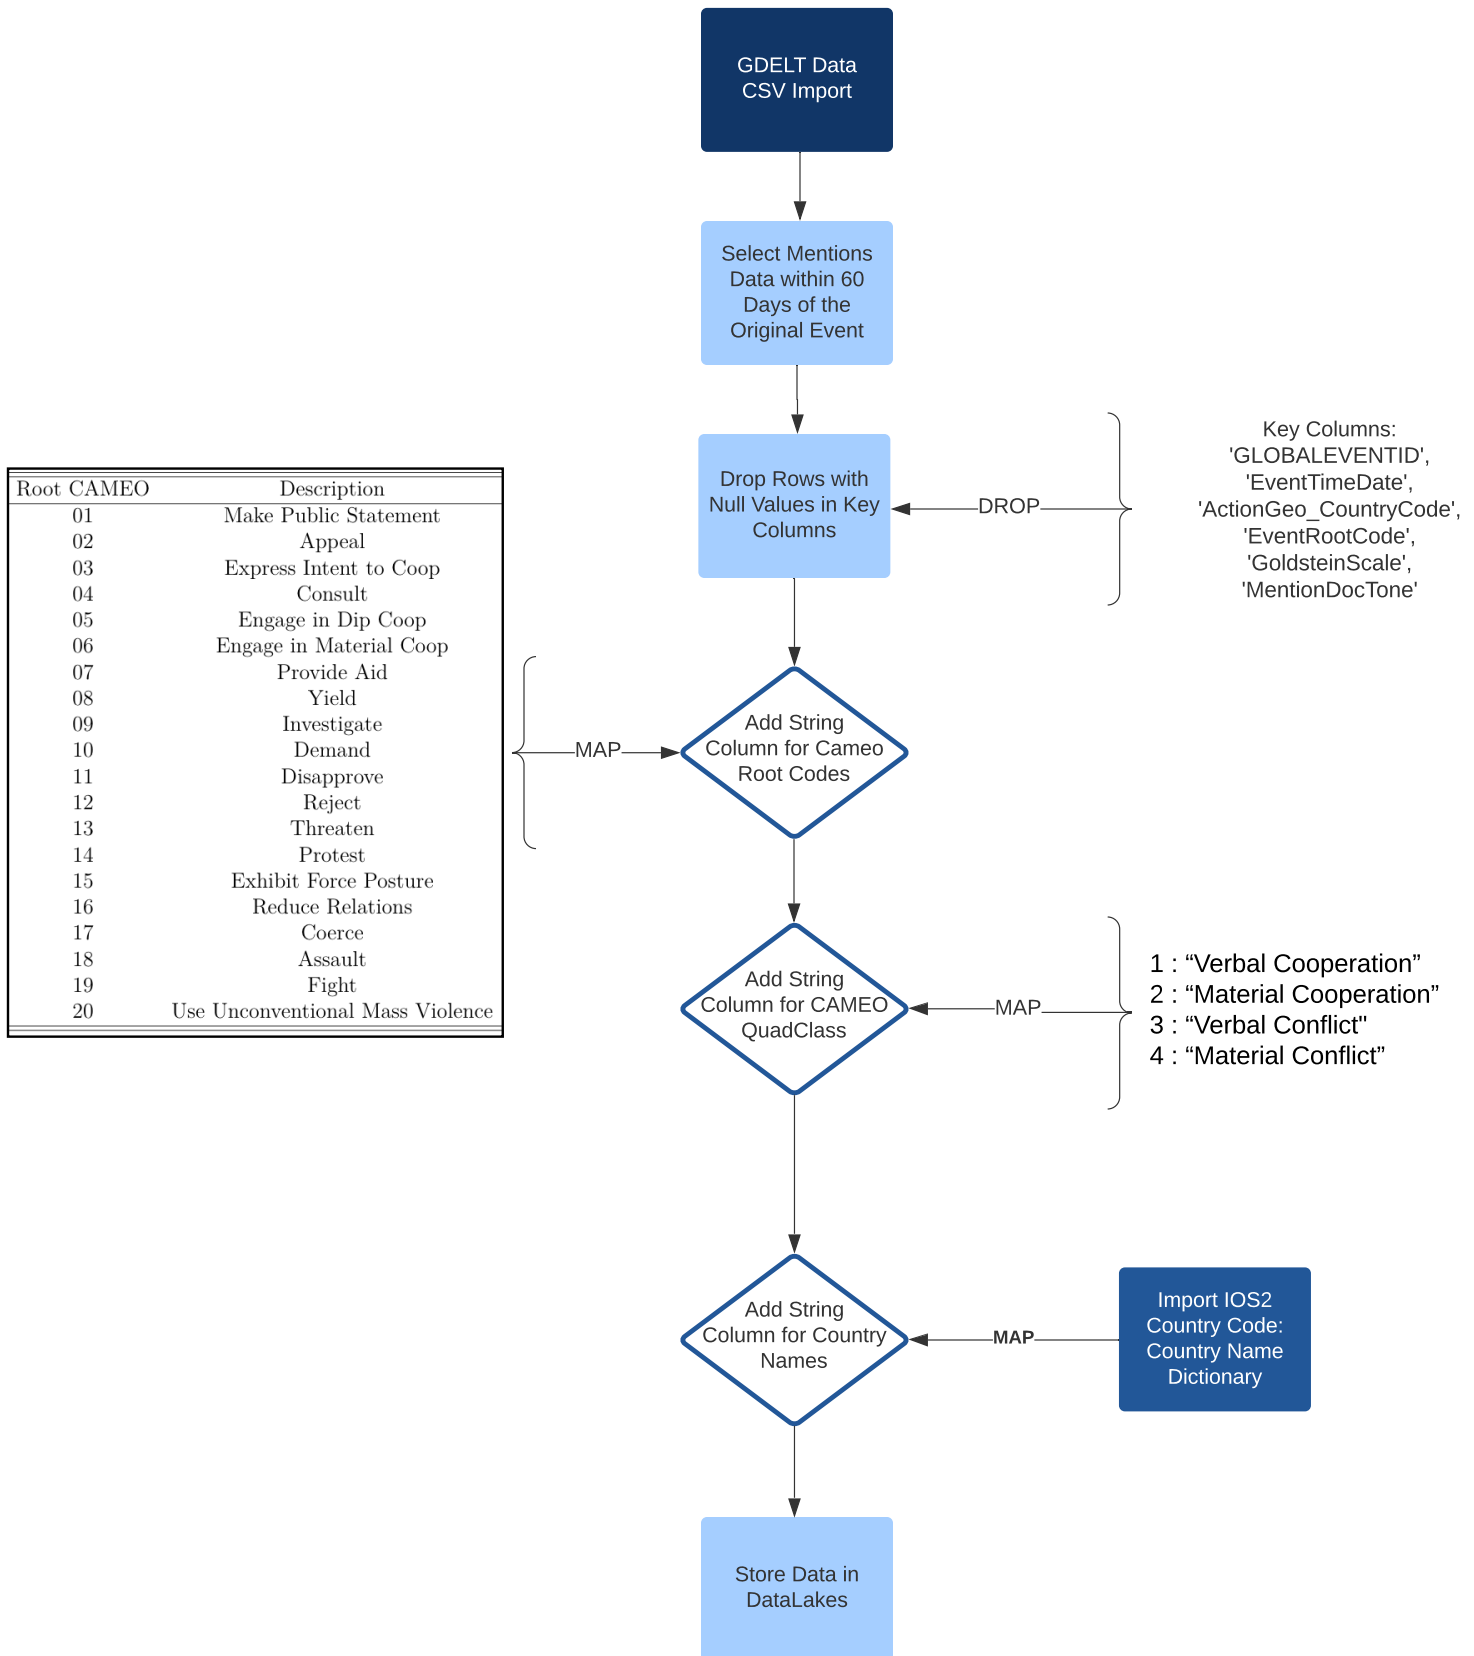 GDELT Data
CSV Import
Select Mentions
Data within 60
Days of the
Original Event
Drop Rows with
Null Values in Key
Columns
DROP
Key Columns:
'GLOBALEVENTID',
'EventTimeDate',
'ActionGeo_CountryCode',
'EventRootCode',
'GoldsteinScale',
'MentionDocTone'
Root CAMEO Description
01 Make Public Statement
02 Appeal
03 Express Intent to Coop
04 Consult
05 Engage in Dip Coop
06 Engage in Material Coop
07 Provide Aid
08 Yield
09 Investigate
10 Demand
11 Disapprove
12 Reject
13 Threaten
14 Protest
15 Exhibit Force Posture
16 Reduce Relations
17 Coerce
18 Assault
19 Fight
20 Use Unconventional Mass Violence
MAP
Add String
Column for Cameo
Root Codes
Add String
Column for CAMEO
QuadClass
MAP
1 : “Verbal Cooperation”
2 : “Material Cooperation”
3 : “Verbal Conflict"
4 : “Material Conflict”
Add String
Column for Country
Names
MAP
Import IOS2
Country Code:
Country Name
Dictionary
Store Data in
DataLakes